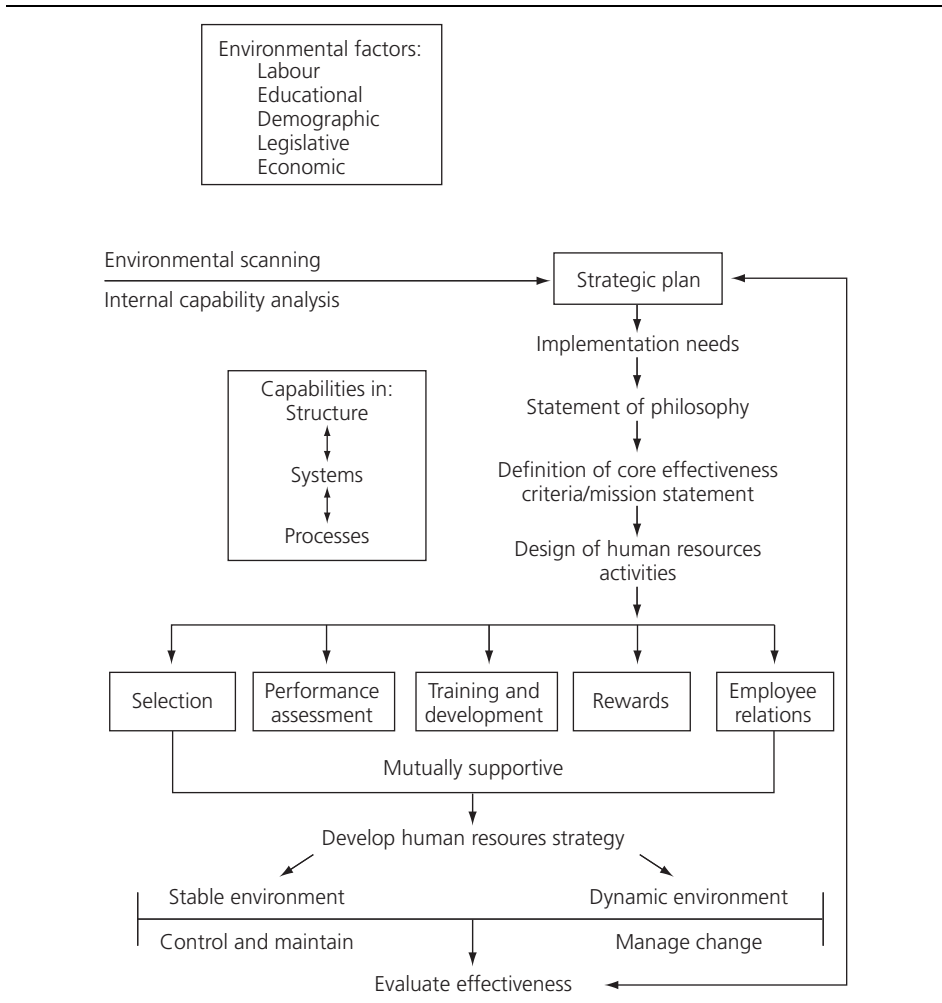 Environmental factors:
Labour
Educational
Demographic
Legislative
Economic
Environmental scanning
Internal capability analysis
Strategic plan
Implementation needs
Statement of philosophy
Definition of core effectiveness
criteria/mission statement
Design of human resources
activities
Capabilities in:
Structure
Systems
Processes
Selection
Performance
assessment
Training and
development
Rewards
Employee
relations
Mutually supportive
Develop human resoures strategy
Stable environment
Dynamic environment
Control and maintain
Manage change
Evaluate effectiveness